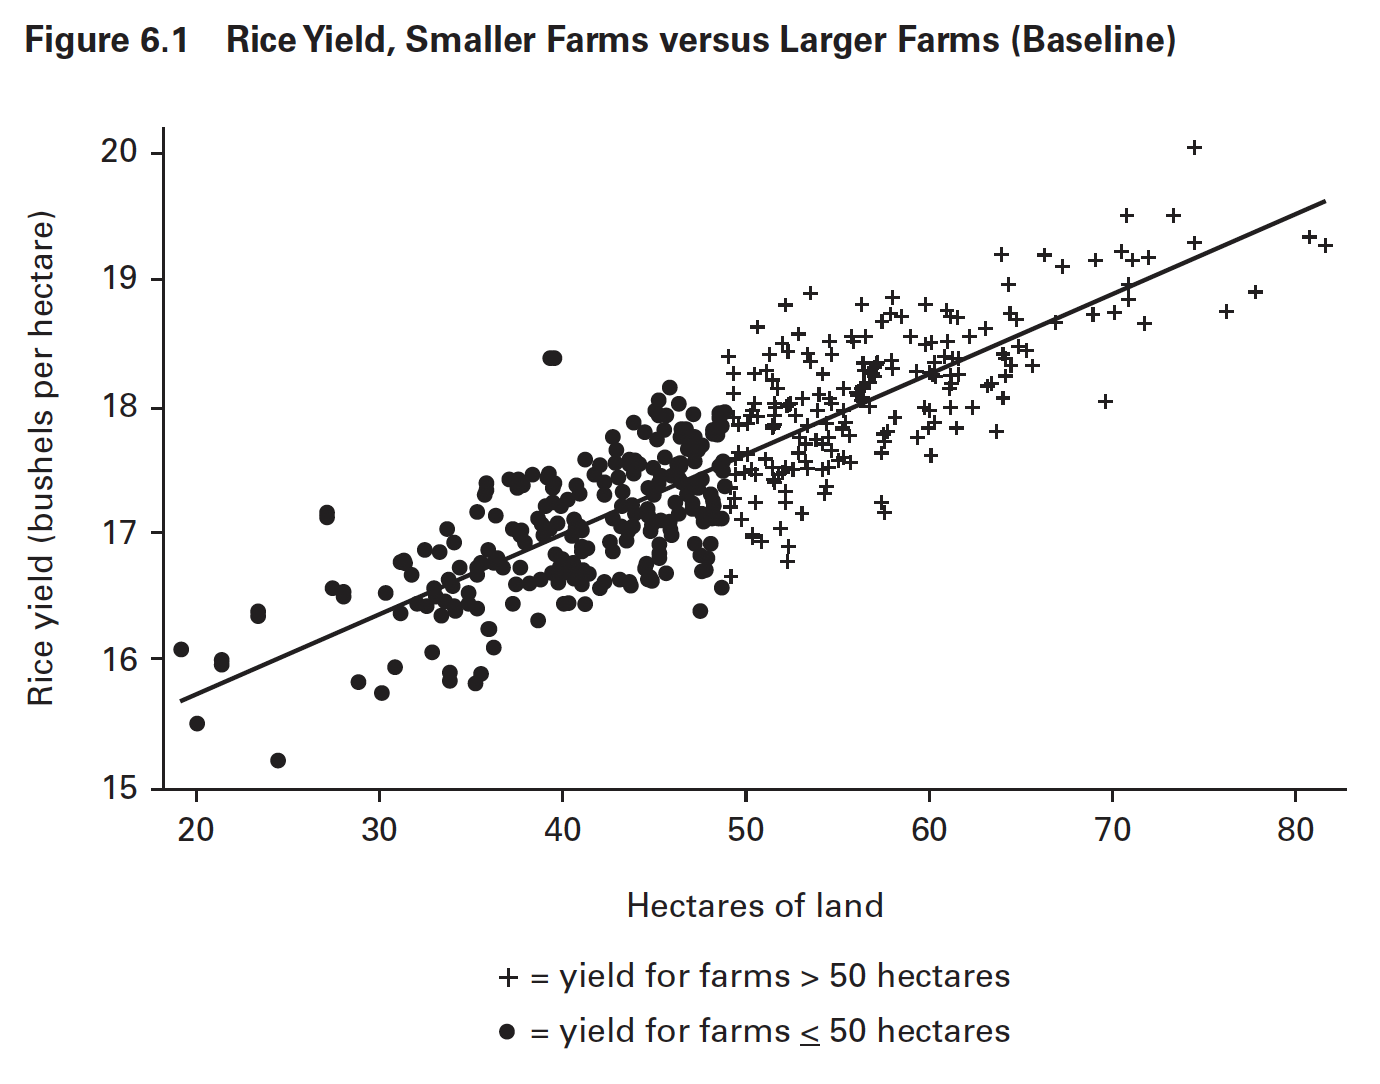 Figure 6.1 Rice Yield, Smaller Farms versus Larger Farms (Baseline)
Rice yield (bushels per hectare)
20
19
18
17
16
15
20 30 40 50 60 70 80
Hectares of land
+ = yield for farms > 50 hectares
● = yield for farms ≤ 50 hectares